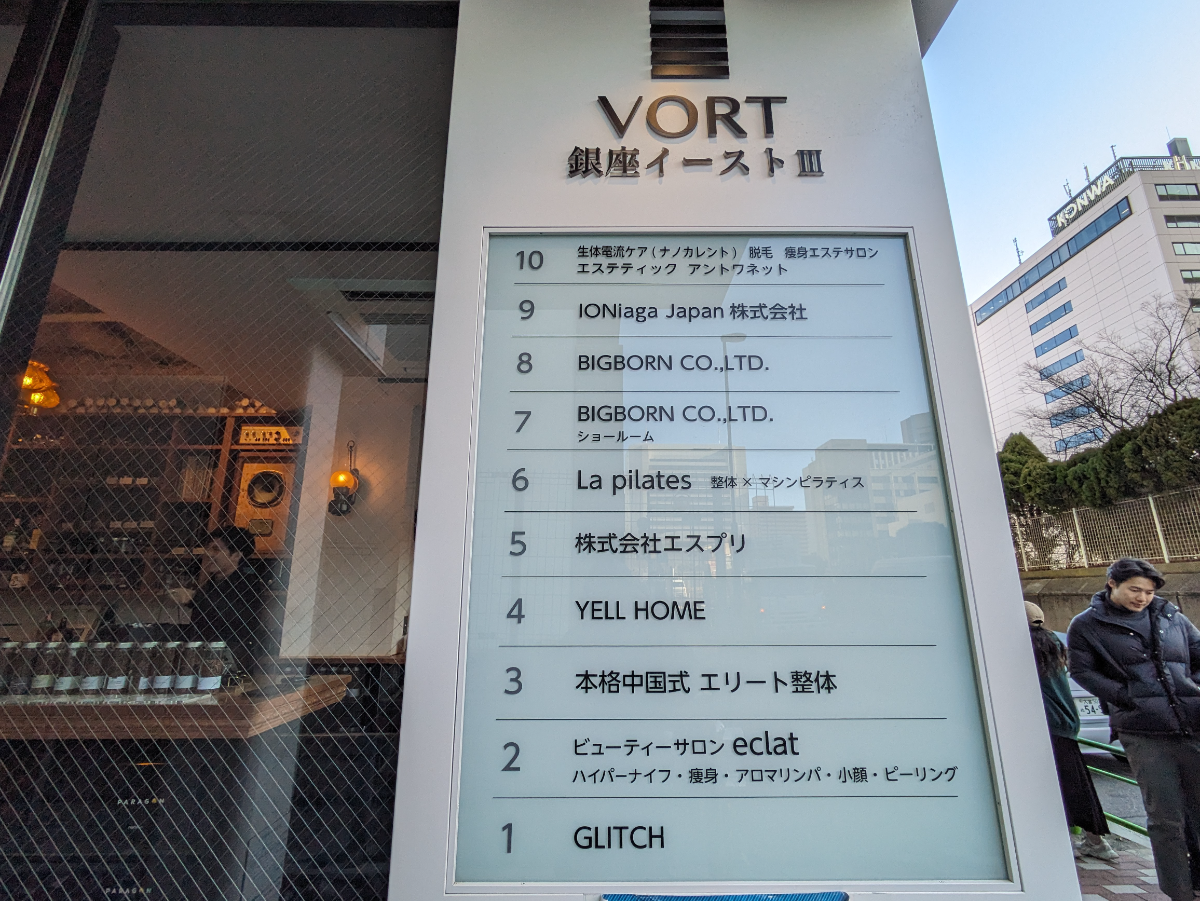 VORT
銀座イーストⅢ
10 生体電流ケア(ナノカレント) 脱毛 痩身エステサロン
エステティック アントワネット
9 IONiaga Japan 株式会社
8 BIGBORN CO.,LTD.
7 BIGBORN CO.,LTD.
ショールーム
6 La pilates 整体×マシンピラティス
5 株式会社エスプリ
4 YELL HOME
3 本格中国式 エリート整体
2 ビューティーサロン eclat
ハイパーナイフ・痩身・アロマリンパ・小顔・ピーリング
1 GLITCH
KONWA
PARAGON
PARAGON